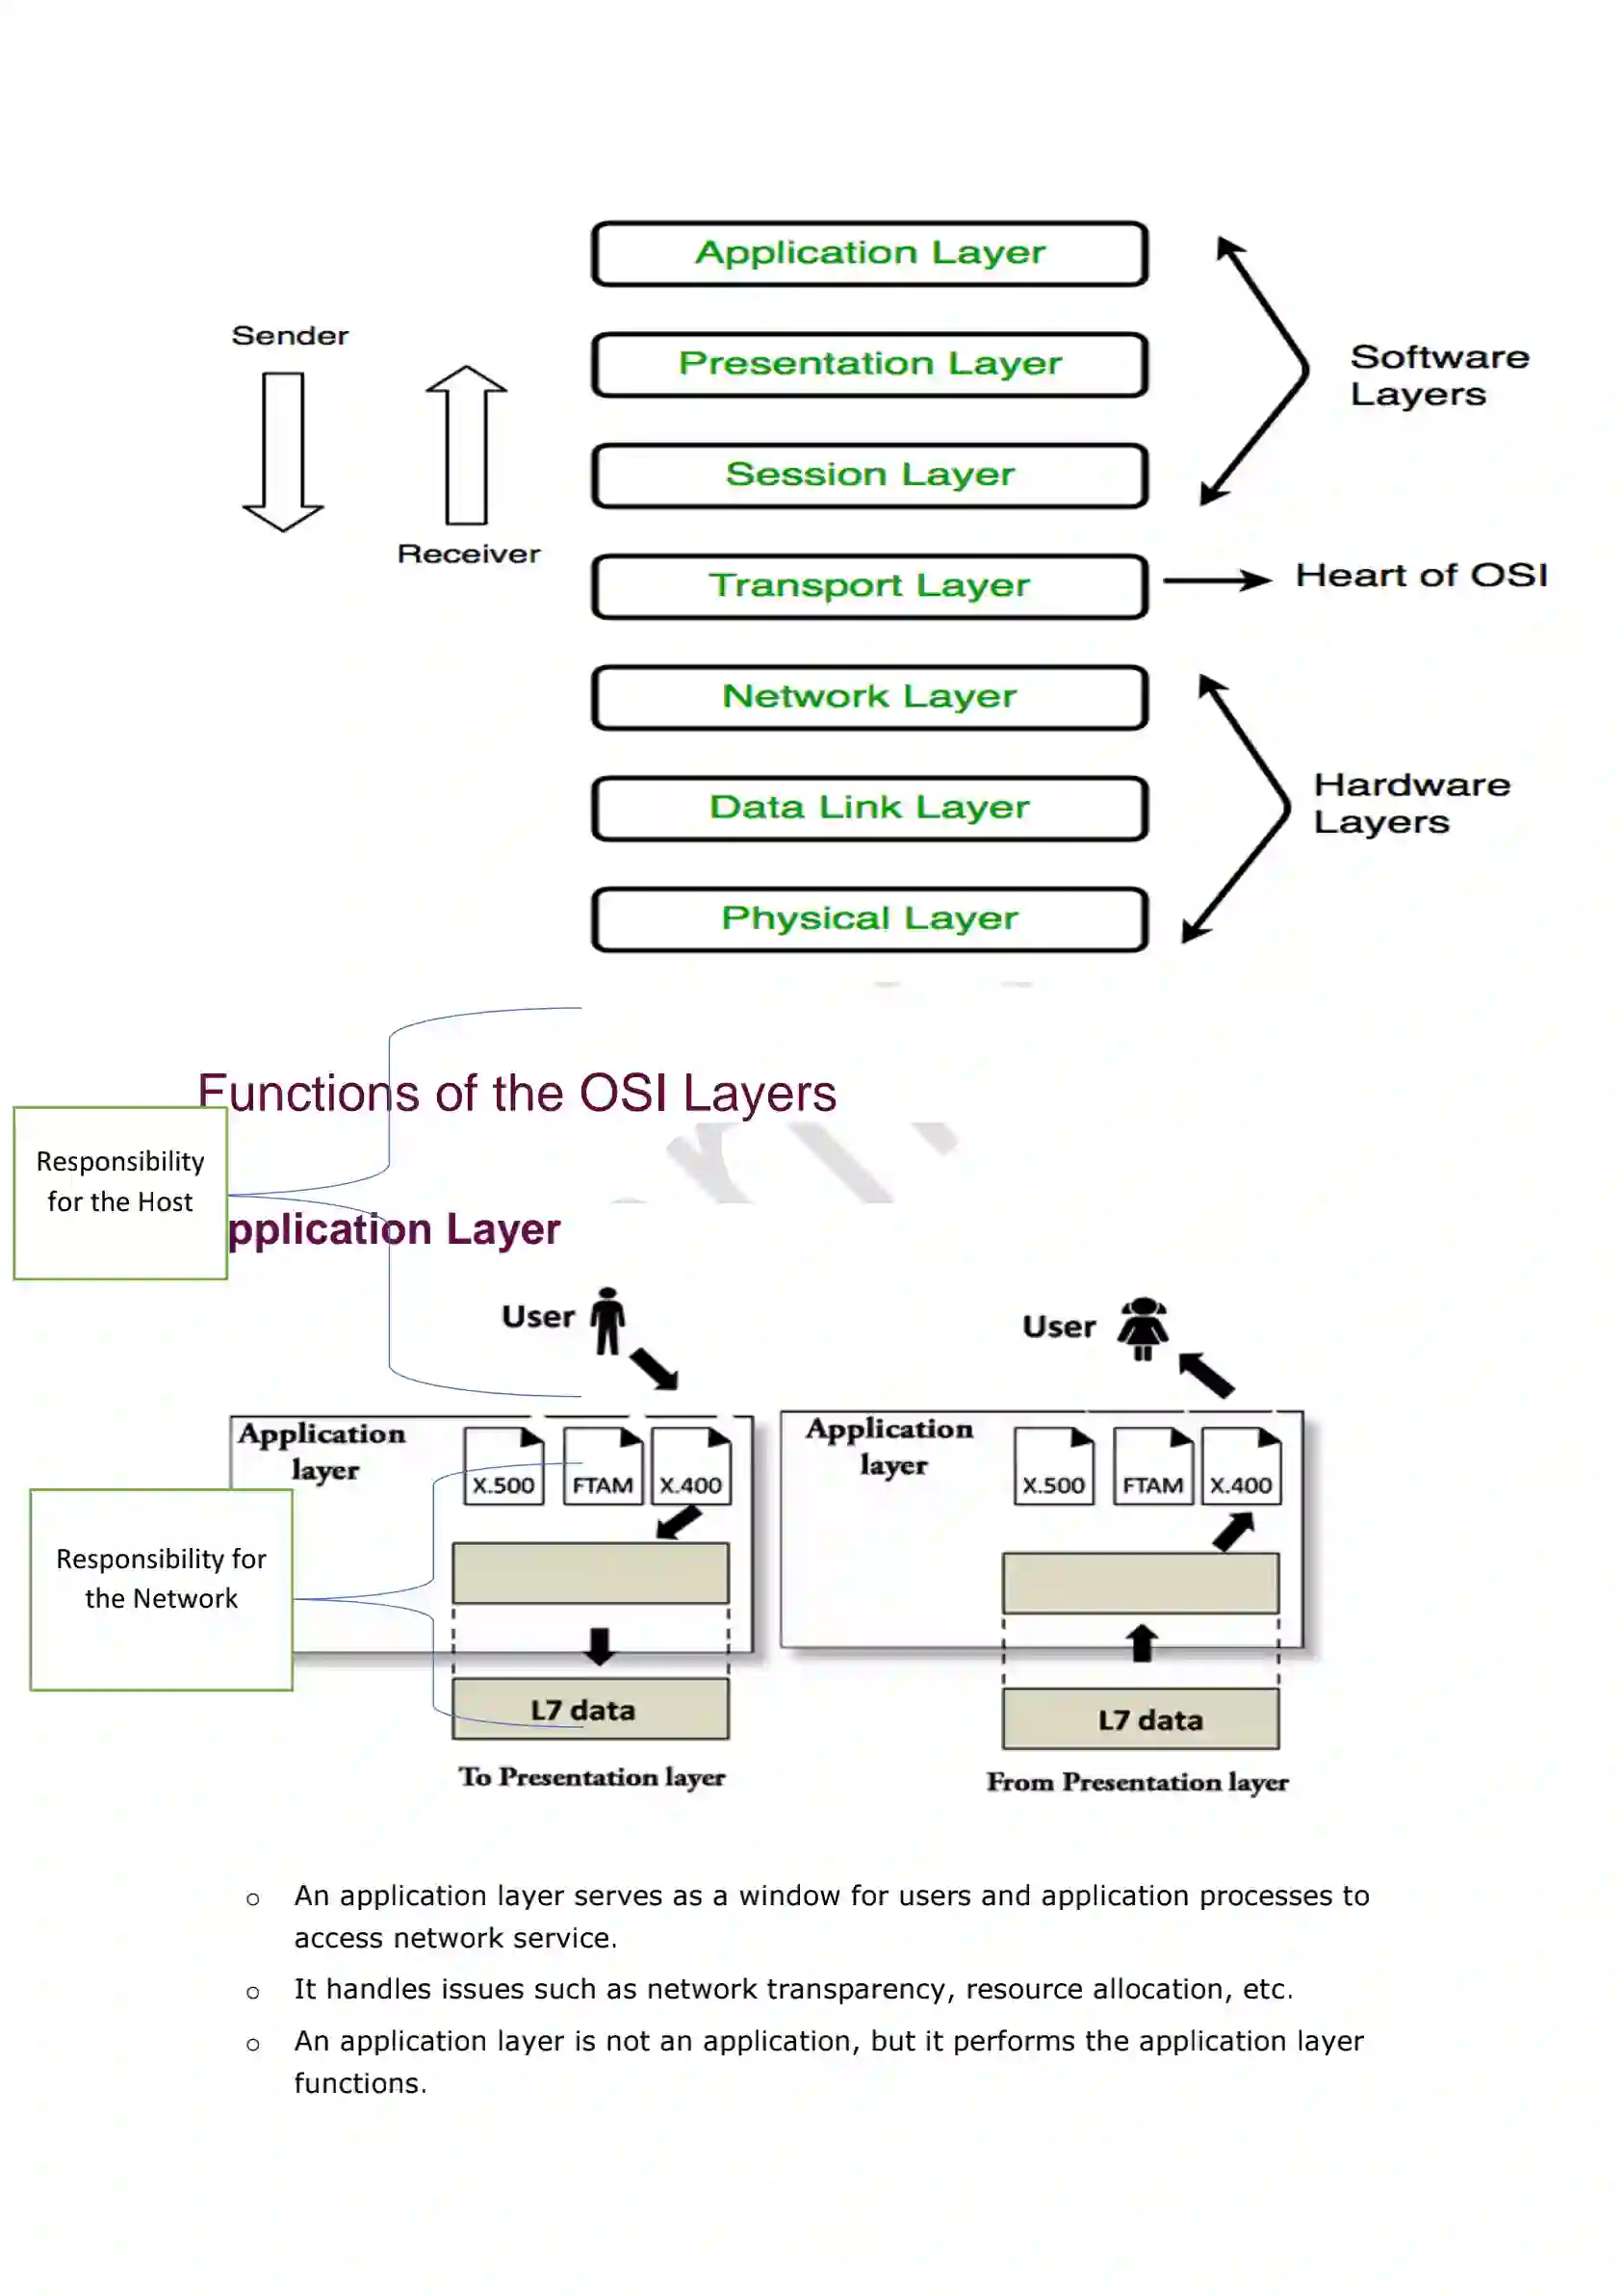 Application Layer
Sender
Presentation Layer
Software
Layers
Session Layer
Receiver
Transport Layer
Heart of OSI
Network Layer
Data Link Layer
Hardware
Layers
Physical Layer
Functions of the OSI Layers
Responsibility
for the Host
pplication Layer
User
User
Application
layer
X.500
FTAM
X.400
Application
layer
X.500
FTAM
X.400
Responsibility for
the Network
L7 data
L7 data
To Presentation layer
From Presentation layer
o An application layer serves as a window for users and application processes to
access network service.
o It handles issues such as network transparency, resource allocation, etc.
o An application layer is not an application, but it performs the application layer
functions.